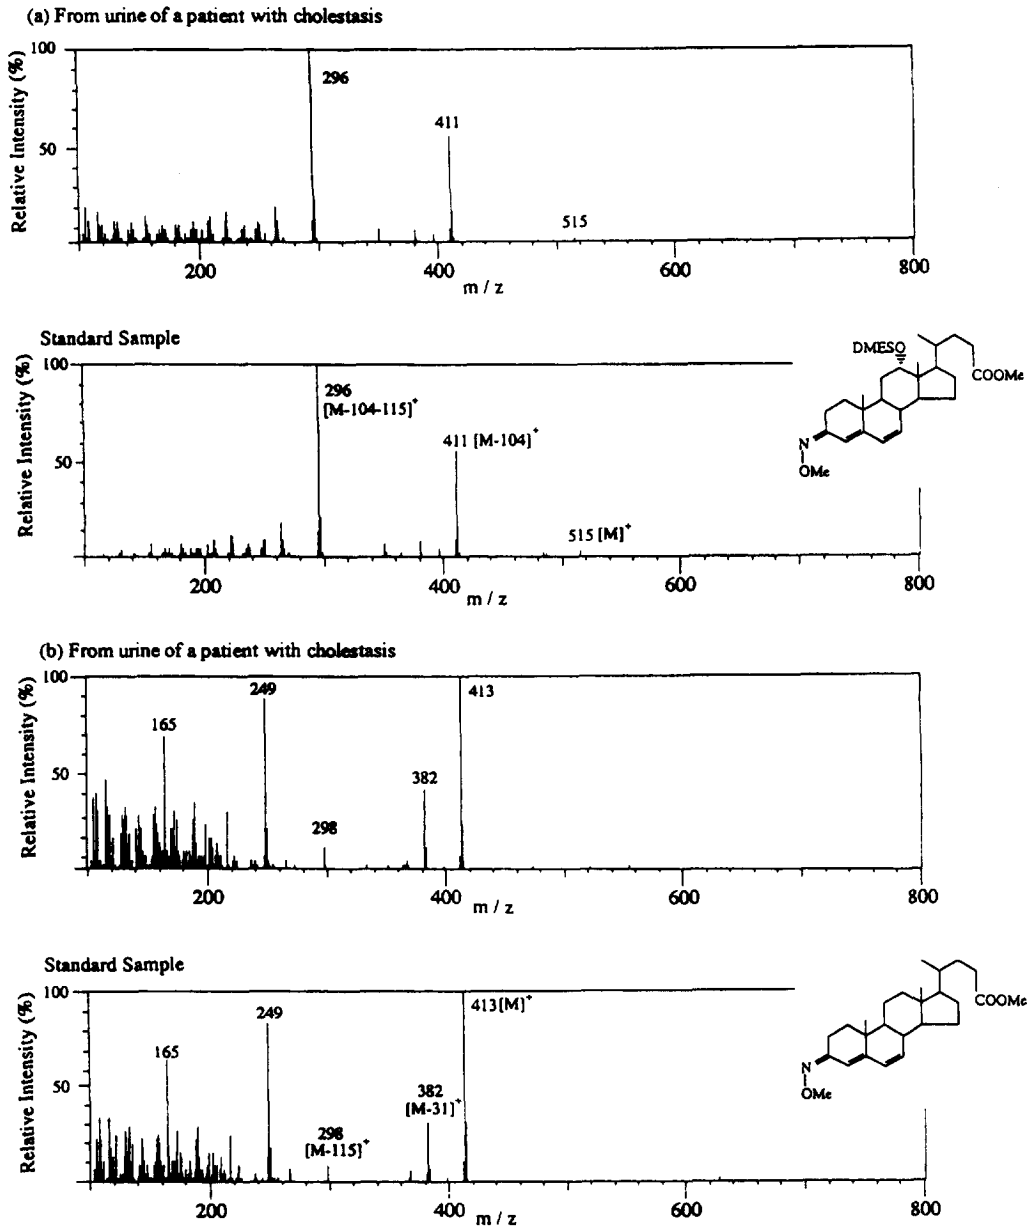 (a) From urine of a patient with cholestasis
Relative Intensity (%)
100
50
296
411
515
200
400
600
800
m / z
Standard Sample
Relative Intensity (%)
100
50
296
[M-104-115]+
411 [M-104]+
515 [M]+
DMESO
COOMe
N
OMe
200
400
600
800
m / z
(b) From urine of a patient with cholestasis
Relative Intensity (%)
100
50
165
249
298
382
413
200
400
600
800
m / z
Standard Sample
Relative Intensity (%)
100
50
165
249
298
[M-115]+
382
[M-31]+
413[M]+
COOMe
N
OMe
200
400
600
800
m / z